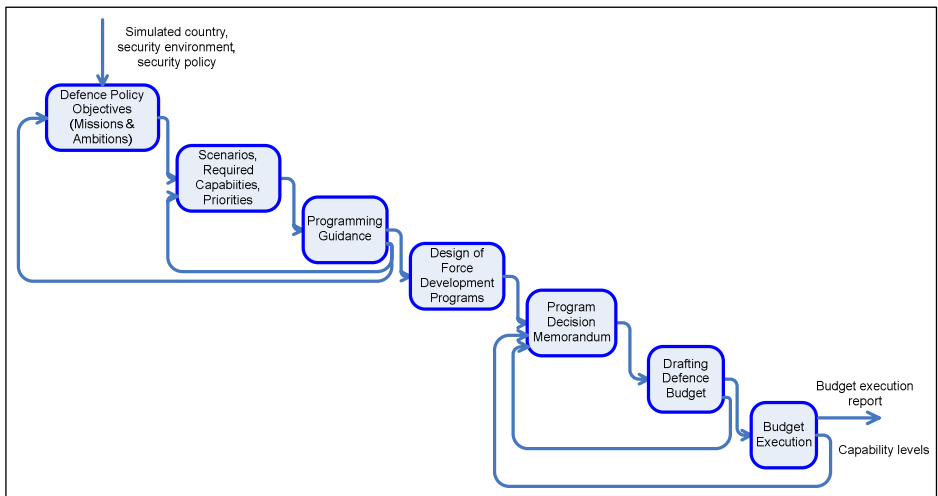 Simulated country,
security environment,
security policy
Defence Policy
Objectives
(Missions &
Ambitions)
Scenarios,
Required
Capabiities,
Priorities
Programming
Guidance
Design of
Force
Development
Programs
Program
Decision
Memorandum
Drafting
Defence
Budget
Budget execution
report
Budget
Execution
Capability levels